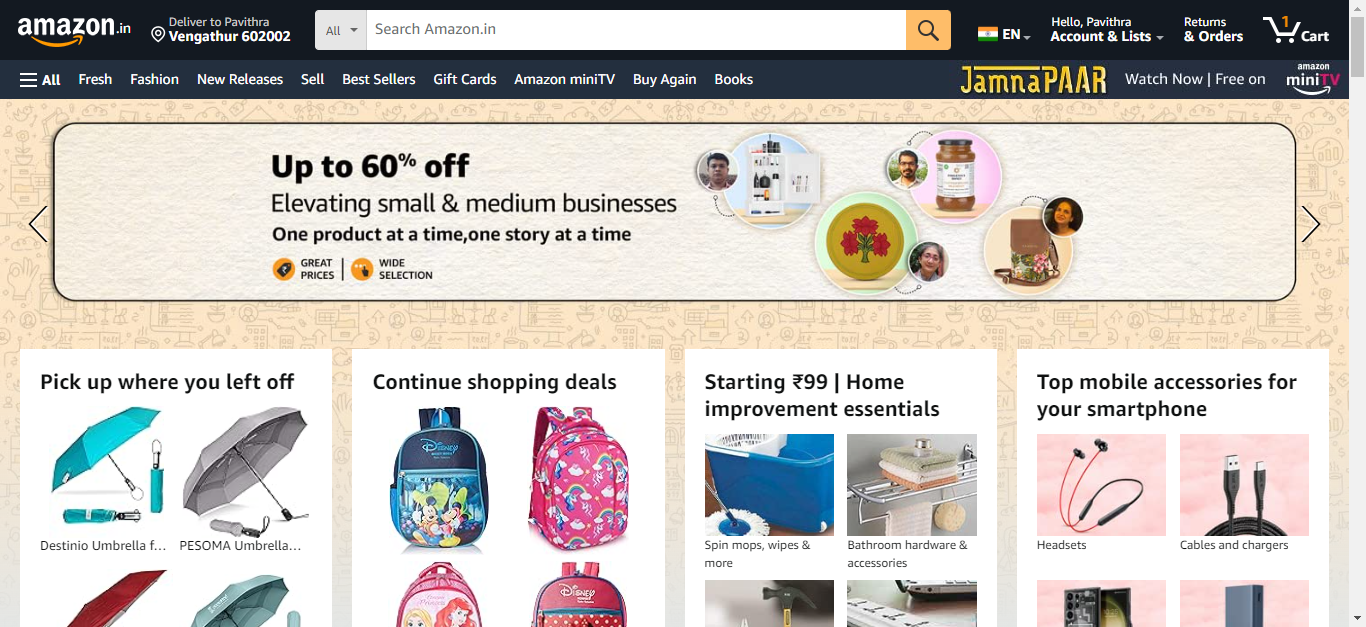 amazon.in
Deliver to Pavithra
Vengathur 602002
All
Search Amazon.in
EN
Hello, Pavithra
Account & Lists
Returns
& Orders
1
Cart
All
Fresh
Fashion
New Releases
Sell
Best Sellers
Gift Cards
Amazon miniTV
Buy Again
Books
JamnaPAAR
Watch Now | Free on
amazon
miniTV
Up to 60% off
Elevating small & medium businesses
One product at a time,one story at a time
GREAT
PRICES
WIDE
SELECTION
Pick up where you left off
Destinio Umbrella f...
PESOMA Umbrella...
Continue shopping deals
Disney
Disney
Starting ₹99 | Home
improvement essentials
Spin mops, wipes &
more
Bathroom hardware &
accessories
Top mobile accessories for
your smartphone
Headsets
Cables and chargers